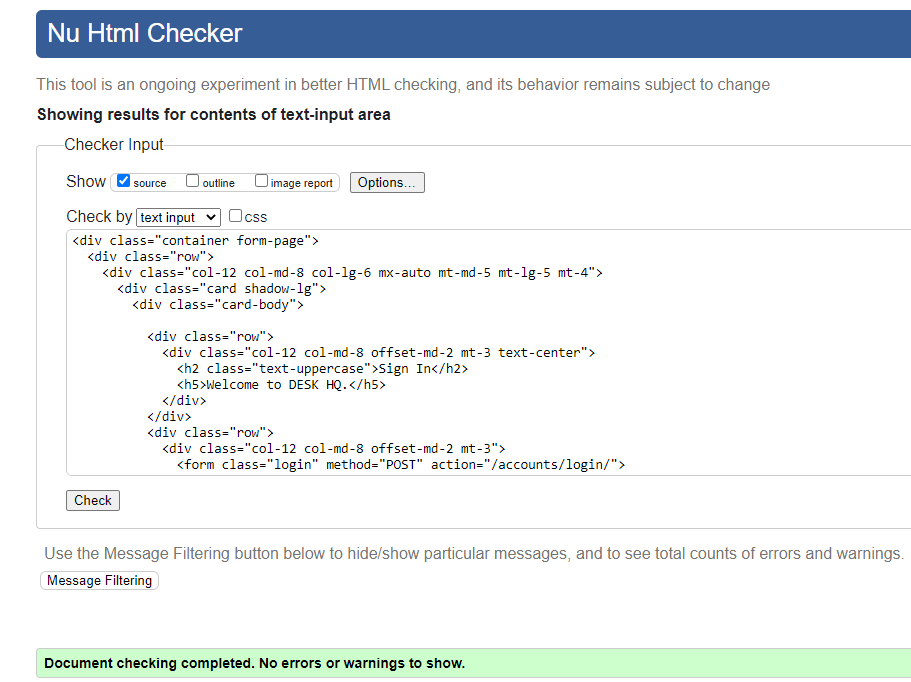 Nu Html Checker
This tool is an ongoing experiment in better HTML checking, and its behavior remains subject to change
Showing results for contents of text-input area
Checker Input
Show source outline image report Options...
Check by text input css
<div class="container form-page">
<div class="row">
<div class="col-12 col-md-8 col-lg-6 mx-auto mt-md-5 mt-lg-5 mt-4">
<div class="card shadow-lg">
<div class="card-body">
<div class="row">
<div class="col-12 col-md-8 offset-md-2 mt-3 text-center">
<h2 class="text-uppercase">Sign In</h2>
<h5>Welcome to DESK HQ.</h5>
</div>
</div>
<div class="row">
<div class="col-12 col-md-8 offset-md-2 mt-3">
<form class="login" method="POST" action="/accounts/login/">
Check
Use the Message Filtering button below to hide/show particular messages, and to see total counts of errors and warnings.
Message Filtering
Document checking completed. No errors or warnings to show.